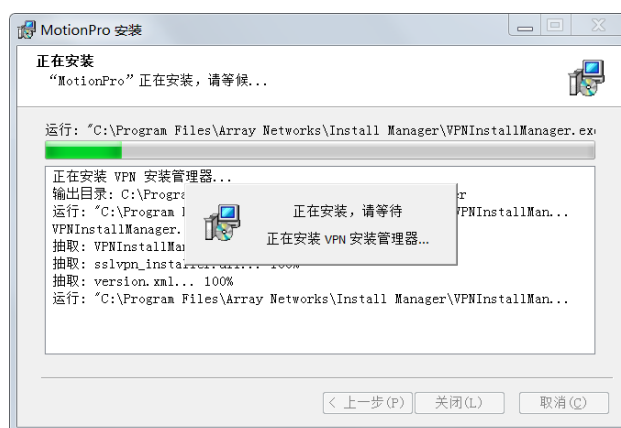 MotionPro 安装
正在安装
“MotionPro”正在安装，请等候...
运行: "C:\Program Files\Array Networks\Install Manager\VPNInstallManager.ex
正在安装 VPN 安装管理器...
输出目录: C:\Progra
运行: "C:\Program
VPNInstallMan...
VPNInstallManager.
抽取: VPNInstallMa
抽取:
100%
抽取: version.xml... 100%
运行: "C:\Program Files\Array Networks\Install Manager\VPNInstallMan...
正在安装，请等待
正在安装 VPN 安装管理器...
< 上一步(P)
关闭(L)
取消(C)